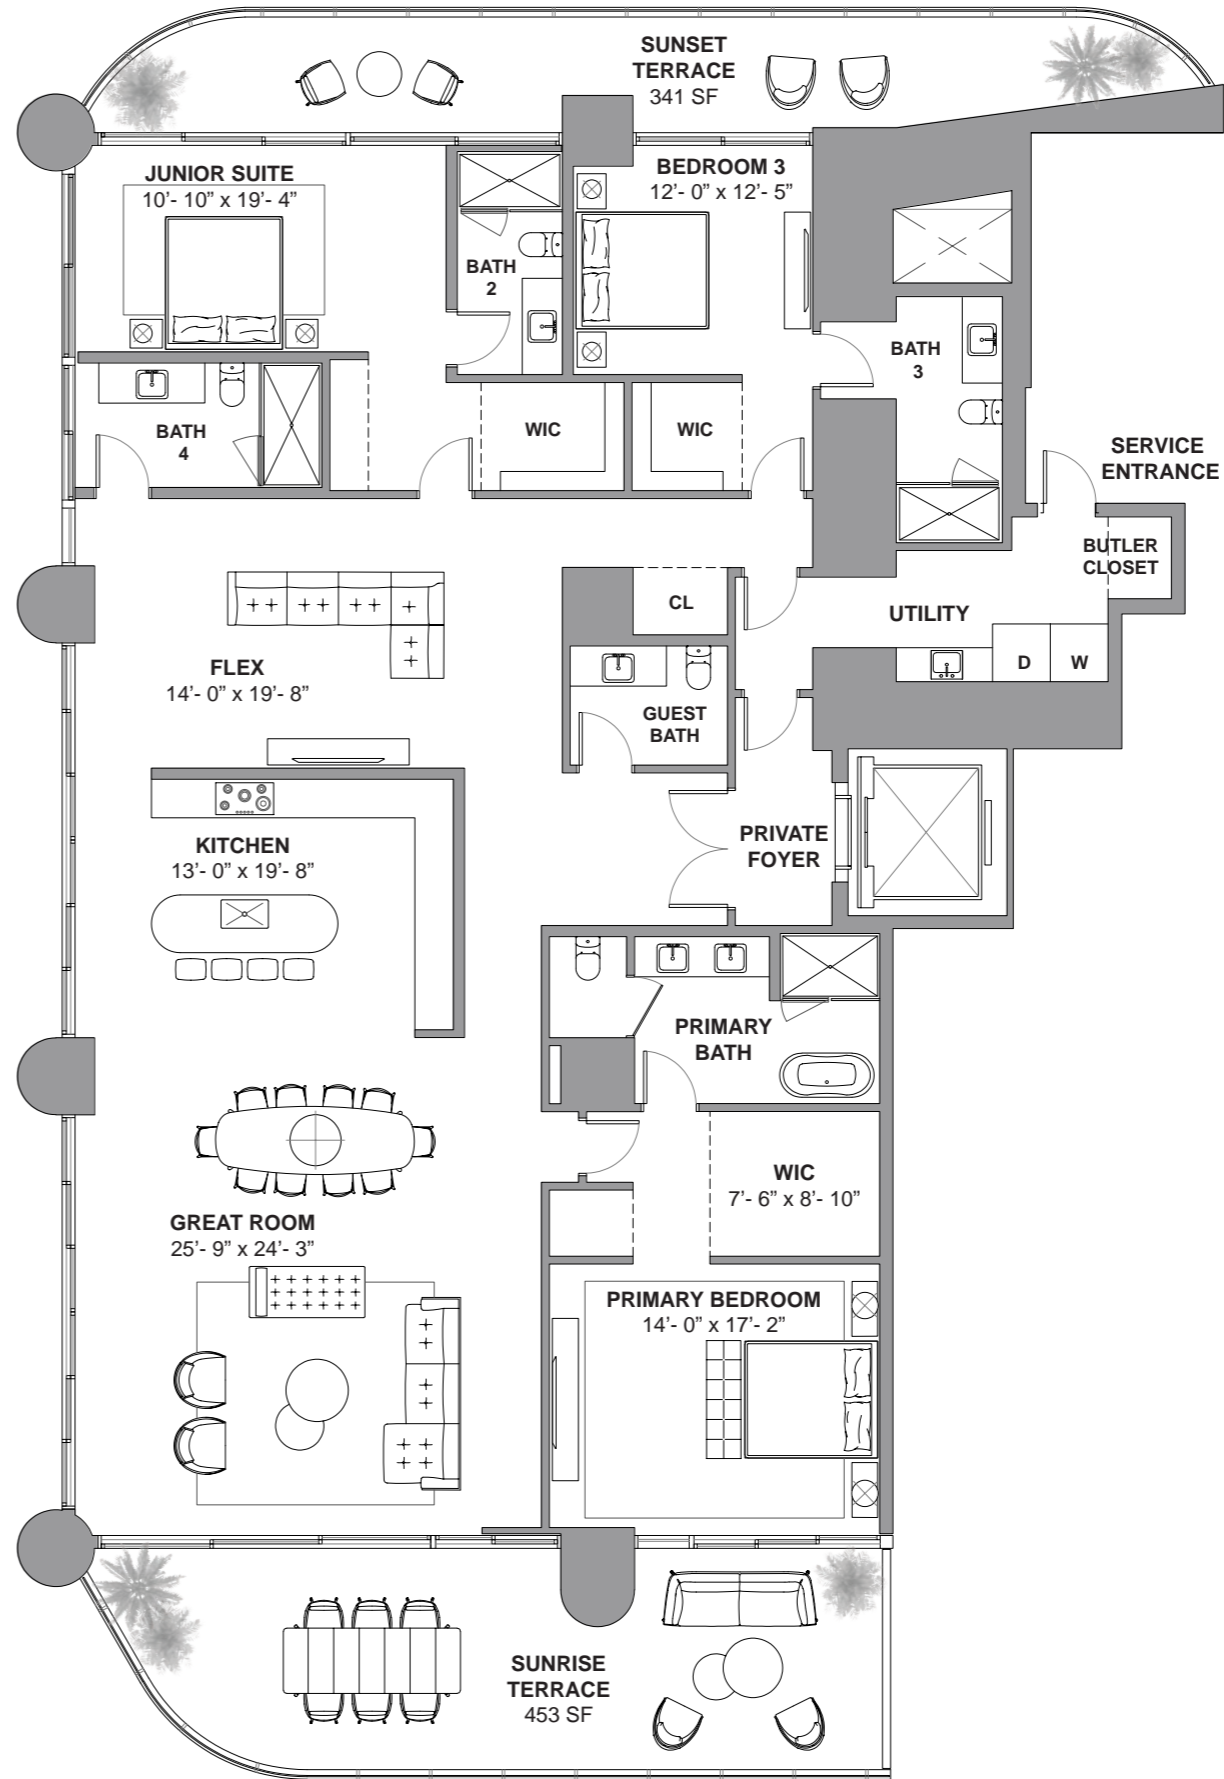 SUNSET
TERRACE
341 SF
JUNIOR SUITE
10’- 10” x 19’- 4”
BEDROOM 3
12’- 0” x 12’- 5”
BATH
2
BATH
3
BATH
4
WIC
WIC
SERVICE
ENTRANCE
BUTLER
CLOSET
CL
UTILITY
D
W
FLEX
14’- 0” x 19’- 8”
GUEST
BATH
PRIVATE
FOYER
KITCHEN
13’- 0” x 19’- 8”
PRIMARY
BATH
WIC
7’- 6” x 8’- 10”
GREAT ROOM
25’- 9” x 24’- 3”
PRIMARY BEDROOM
14’- 0” x 17’- 2”
SUNRISE
TERRACE
453 SF